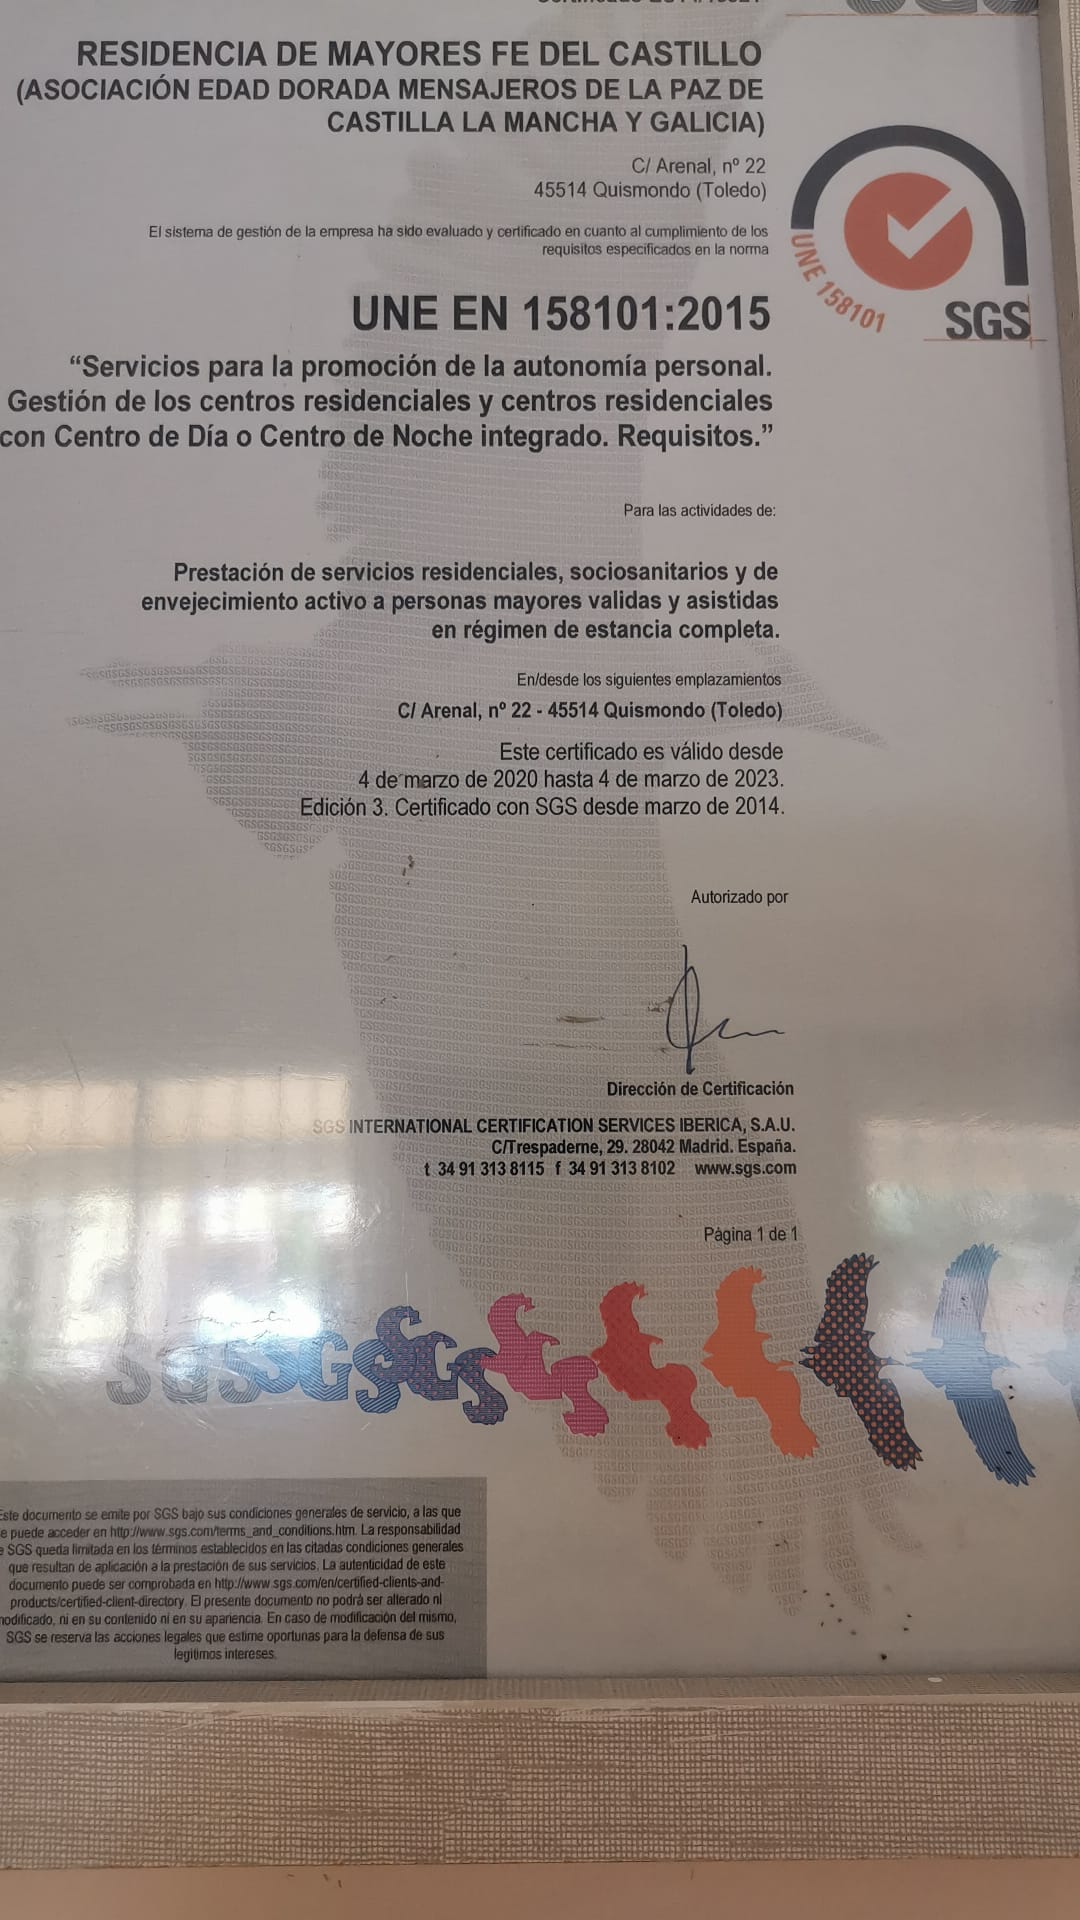 RESIDENCIA DE MAYORES FE DEL CASTILLO
(ASOCIACIÓN EDAD DORADA MENSAJEROS DE LA PAZ DE
CASTILLA LA MANCHA Y GALICIA)
C/ Arenal, nº 22
45514 Quismondo (Toledo)
El sistema de gestión de la empresa ha sido evaluado y certificado en cuanto al cumplimiento de los
requisitos especificados en la norma
UNE 158101
SGS
UNE EN 158101:2015
“Servicios para la promoción de la autonomía personal.
Gestión de los centros residenciales y centros residenciales
con Centro de Día o Centro de Noche integrado. Requisitos.”
Para las actividades de:
Prestación de servicios residenciales, sociosanitarios y de
envejecimiento activo a personas mayores validas y asistidas
en régimen de estancia completa.
En/desde los siguientes emplazamientos
C/ Arenal, nº 22 - 45514 Quismondo (Toledo)
Este certificado es válido desde
4 de marzo de 2020 hasta 4 de marzo de 2023.
Edición 3. Certificado con SGS desde marzo de 2014.
Autorizado por
Dirección de Certificación
SGS INTERNATIONAL CERTIFICATION SERVICES IBERICA, S.A.U.
C/Trespaderne, 29. 28042 Madrid. España.
t 34 91 313 8115 f 34 91 313 8102 www.sgs.com
Página 1 de 1
SGSSGSSGS
Este documento se emite por SGS bajo sus condiciones generales de servicio, a las que
se puede acceder en http://www.sgs.com/terms_and_conditions.htm. La responsabilidad
SGS queda limitada en los términos establecidos en las citadas condiciones generales
que resultan de aplicación a la prestación de sus servicios. La autenticidad de este
documento puede ser comprobada en http://www.sgs.com/en/certified-clients-and-
products/certified-client-directory. El presente documento no podrá ser alterado ni
modificado, ni en su contenido ni en su apariencia. En caso de modificación del mismo,
SGS se reserva las acciones legales que estime oportunas para la defensa de sus
legitimos intereses.